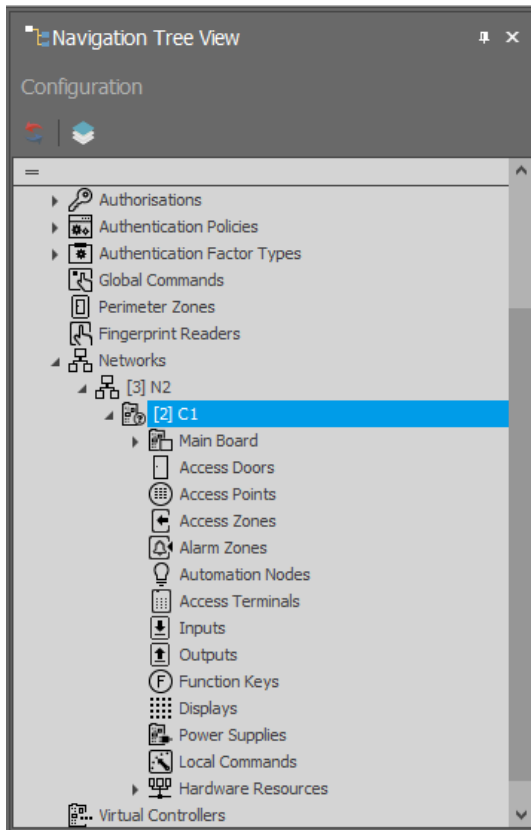 Navigation Tree View
Configuration
Authorisations
Authentication Policies
Authentication Factor Types
Global Commands
Perimeter Zones
Fingerprint Readers
Networks
[3] N2
[2] C1
Main Board
Access Doors
Access Points
Access Zones
Alarm Zones
Automation Nodes
Access Terminals
Inputs
Outputs
F Function Keys
Displays
Power Supplies
Local Commands
Hardware Resources
Virtual Controllers